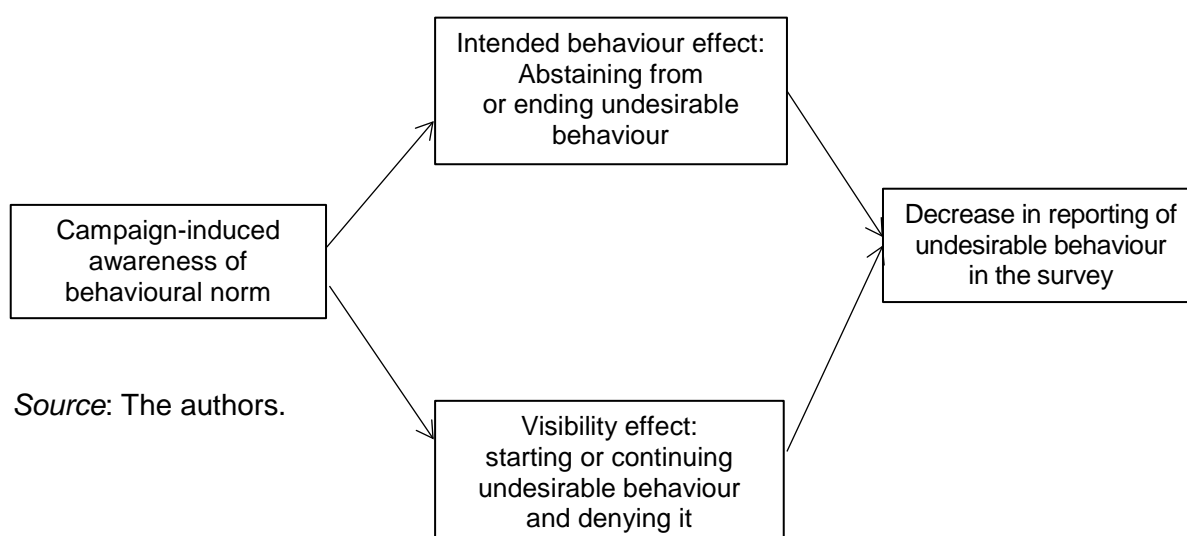 Intended behaviour effect:
Abstaining from
or ending undesirable
behaviour
Campaign-induced
awareness of
behavioural norm
Decrease in reporting of
undesirable behaviour
in the survey
Source: The authors.
Visibility effect:
starting or continuing
undesirable behaviour
and denying it